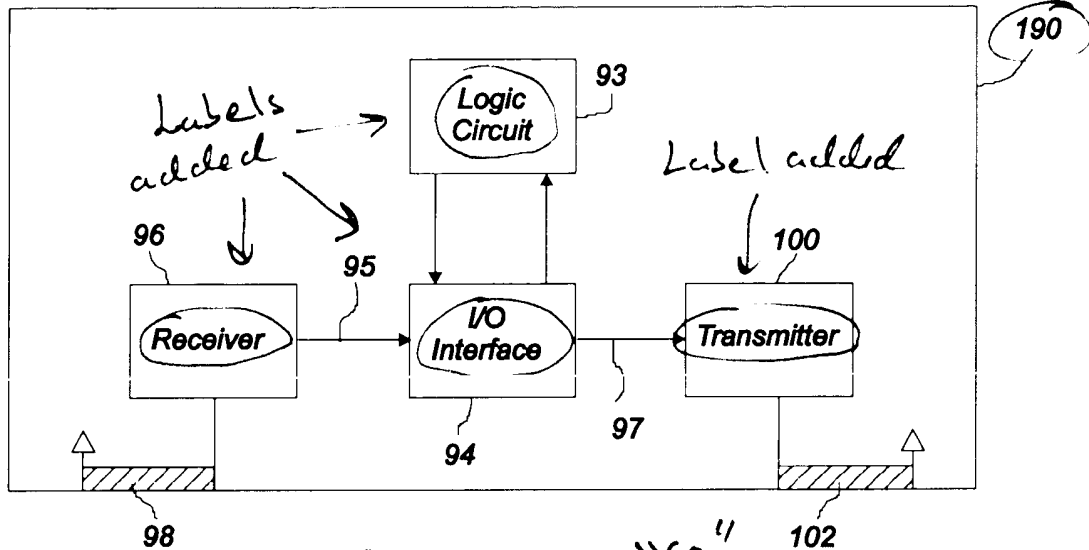 190
Logic
Circuit
93
Labels
added
Label added
96
95
100
Receiver
I/O
Interface
Transmitter
94
97
98
102